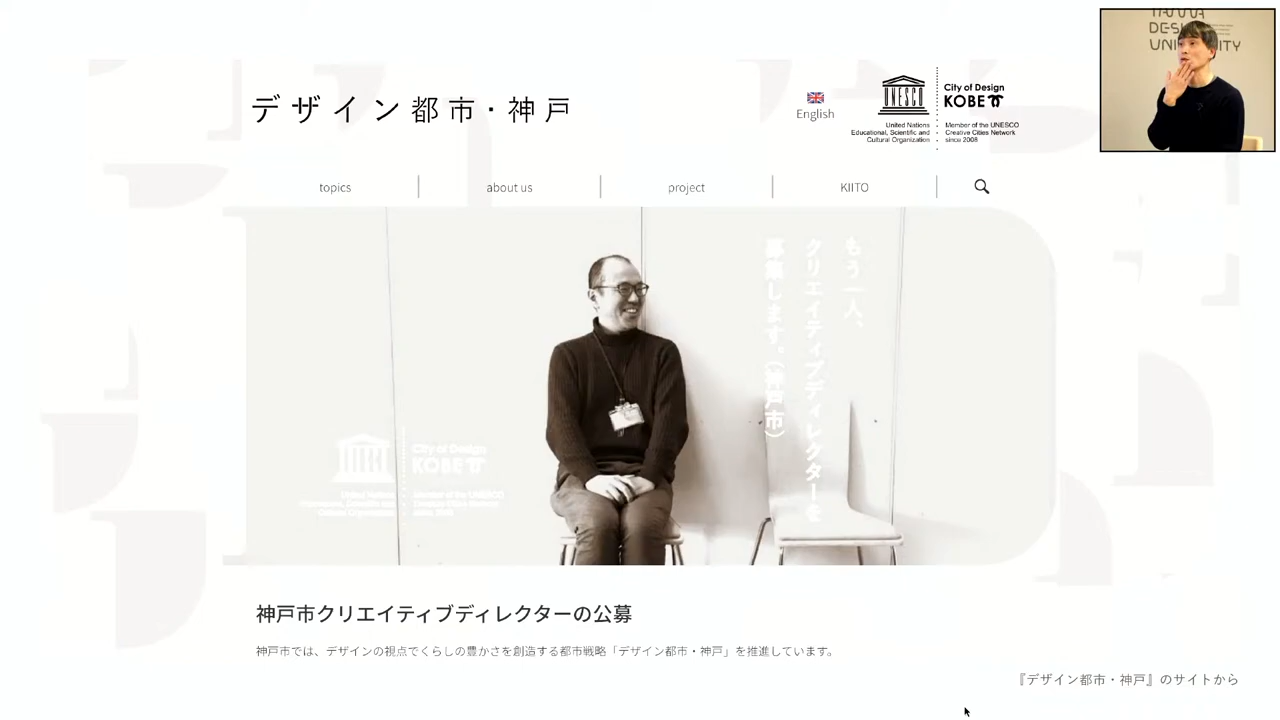 デザイン都市・神戸
English
UNESCO
United Nations
Educational, Scientific and
Cultural Organization
City of Design
KOBE
Member of the UNESCO
Creative Cities Network
since 2008
DESI
UNI
ITY
topics
about us
project
KIITO
もう一人、
クリエイティブディレクターを
募集します。(神戸市)
City of Design
KOBE
神戸市クリエイティブディレクターの公募
神戸市では、デザインの視点でくらしの豊かさを創造する都市戦略「デザイン都市・神戸」を推進しています。
『デザイン都市・神戸』のサイトから